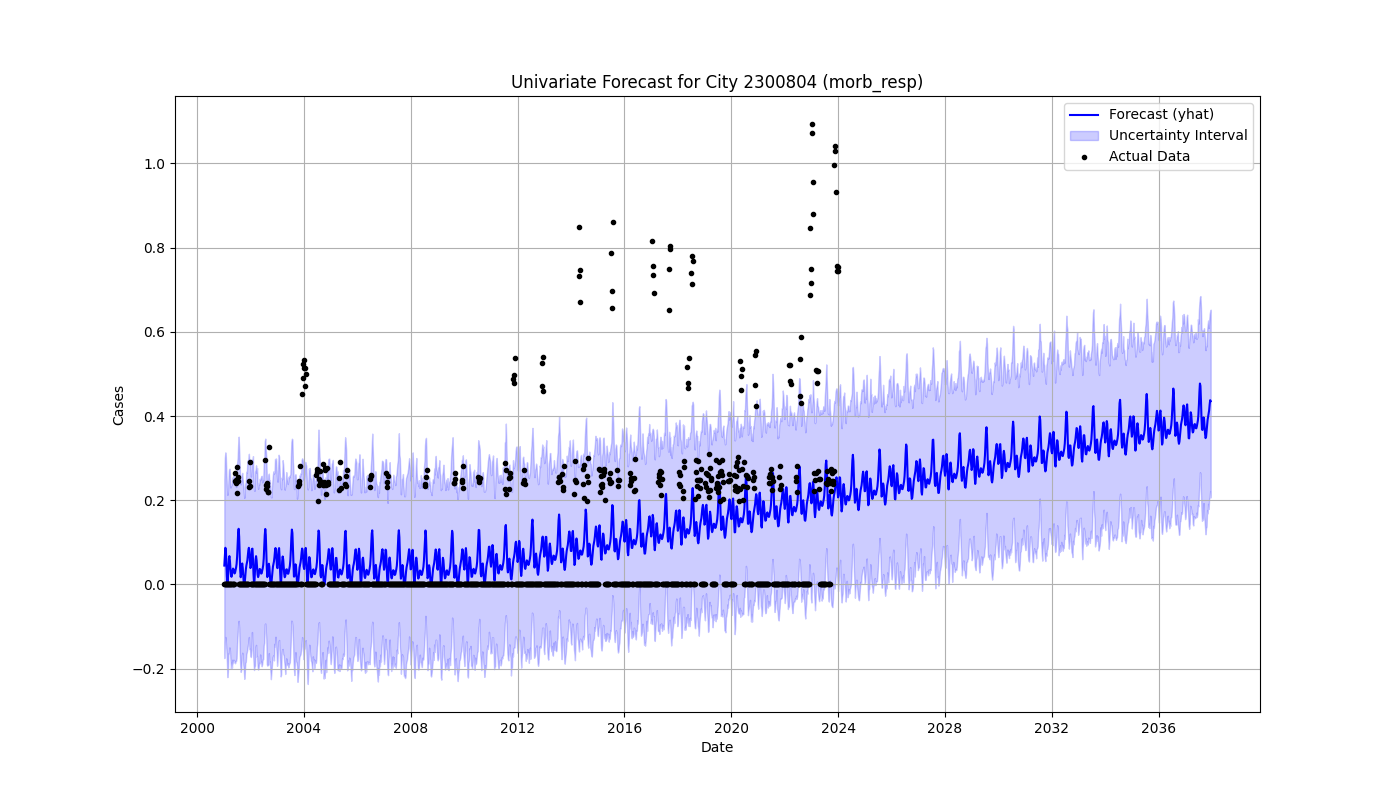 Univariate Forecast for City 2300804 (morb_resp)
Forecast (yhat)
Uncertainty Interval
Actual Data
1.0
0.8
0.6
0.4
0.2
0.0
−0.2
Cases
2000 2004 2008 2012 2016 2020 2024 2028 2032 2036
Date